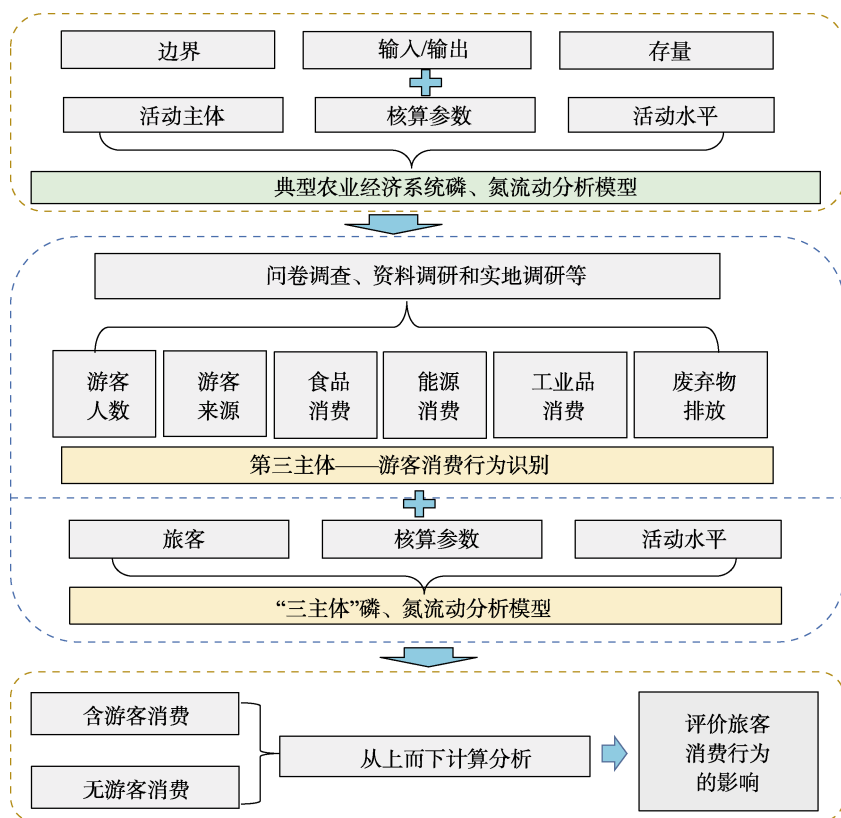 边界
输入/输出
存量
活动主体
核算参数
活动水平
典型农业经济系统磷、氮流动分析模型
问卷调查、资料调研和实地调研等
游客
人数
游客
来源
食品
消费
能源
消费
工业品
消费
废弃物
排放
第三主体——游客消费行为识别
旅客
核算参数
活动水平
“三主体”磷、氮流动分析模型
含游客消费
无游客消费
从上而下计算分析
评价旅客
消费行为
的影响